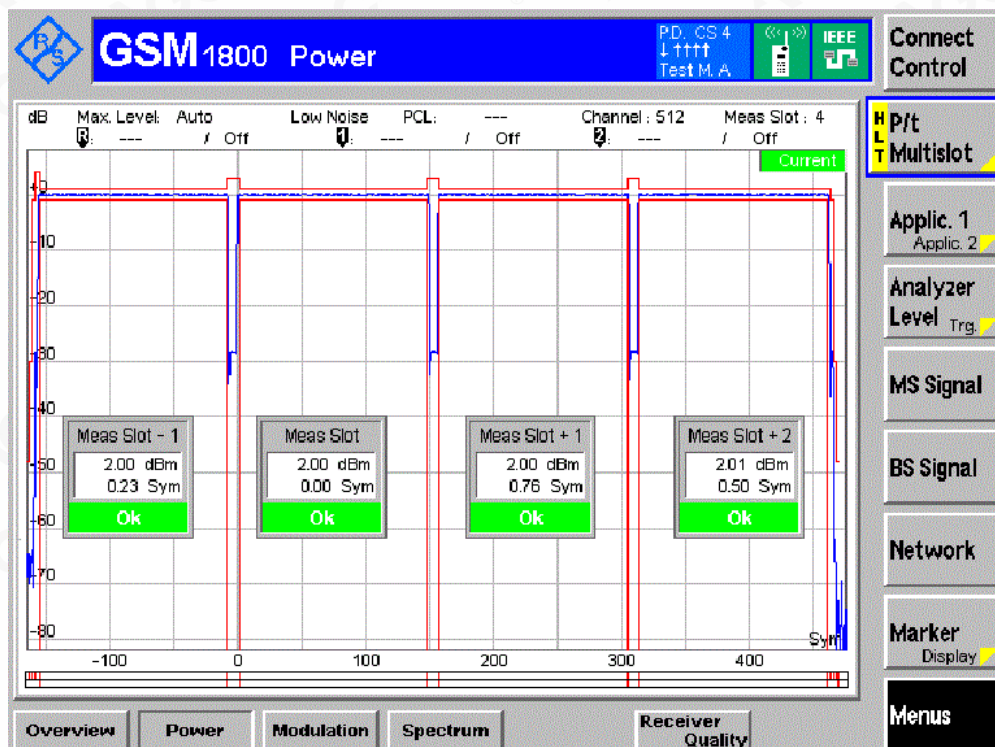 R/S
GSM 1800 Power
P.D. CS 4
↓ ↑↑↑↑
Test M. A
IEEE
Connect
Control
dB Max. Level: Auto Low Noise PCL: --- Channel : 512 Meas Slot : 4
R: --- / Off 1: --- / Off 2: --- / Off
Current
H
L
T
P/t
Multislot
Applic. 1
Applic. 2
Analyzer
Level Trg.
MS Signal
BS Signal
Network
Marker
Display
Menus
+0
-10
-20
-30
-40
-50
-60
-70
-80
Meas Slot - 1
2.00 dBm
0.23 Sym
Ok
Meas Slot
2.00 dBm
0.00 Sym
Ok
Meas Slot + 1
2.00 dBm
0.76 Sym
Ok
Meas Slot + 2
2.01 dBm
0.50 Sym
Ok
Sym
-100 0 100 200 300 400
Overview Power Modulation Spectrum Receiver
Quality